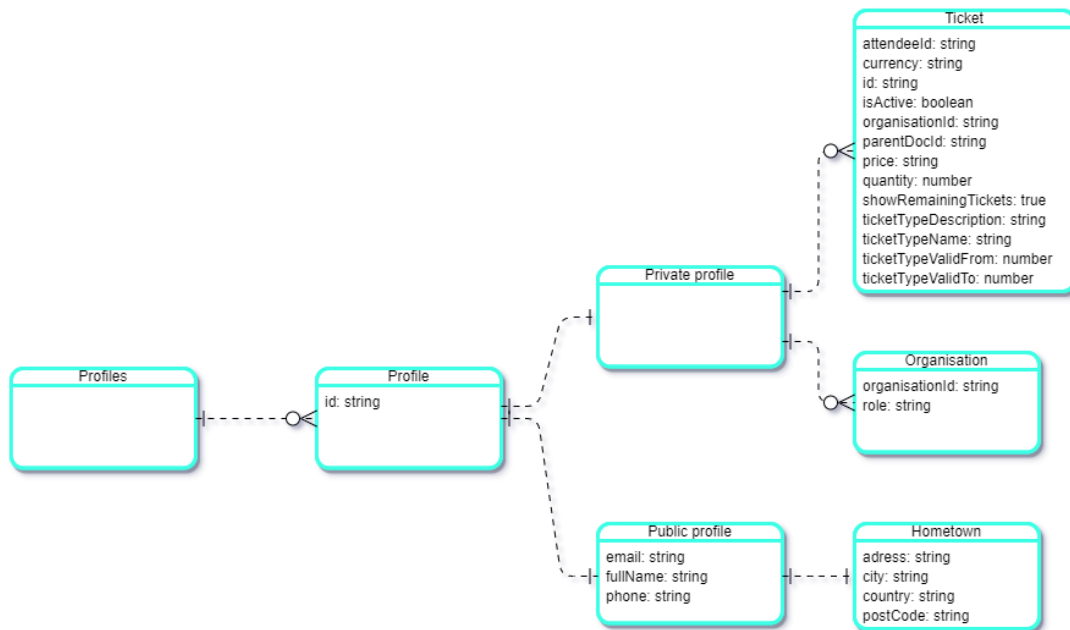 Profiles
Profile
id: string
Private profile
Public profile
email: string
fullName: string
phone: string
Ticket
attendeeId: string
currency: string
id: string
isActive: boolean
organisationId: string
parentDocId: string
price: string
quantity: number
showRemainingTickets: true
ticketTypeDescription: string
ticketTypeName: string
ticketTypeValidFrom: number
ticketTypeValidTo: number
Organisation
organisationId: string
role: string
Hometown
adress: string
city: string
country: string
postCode: string